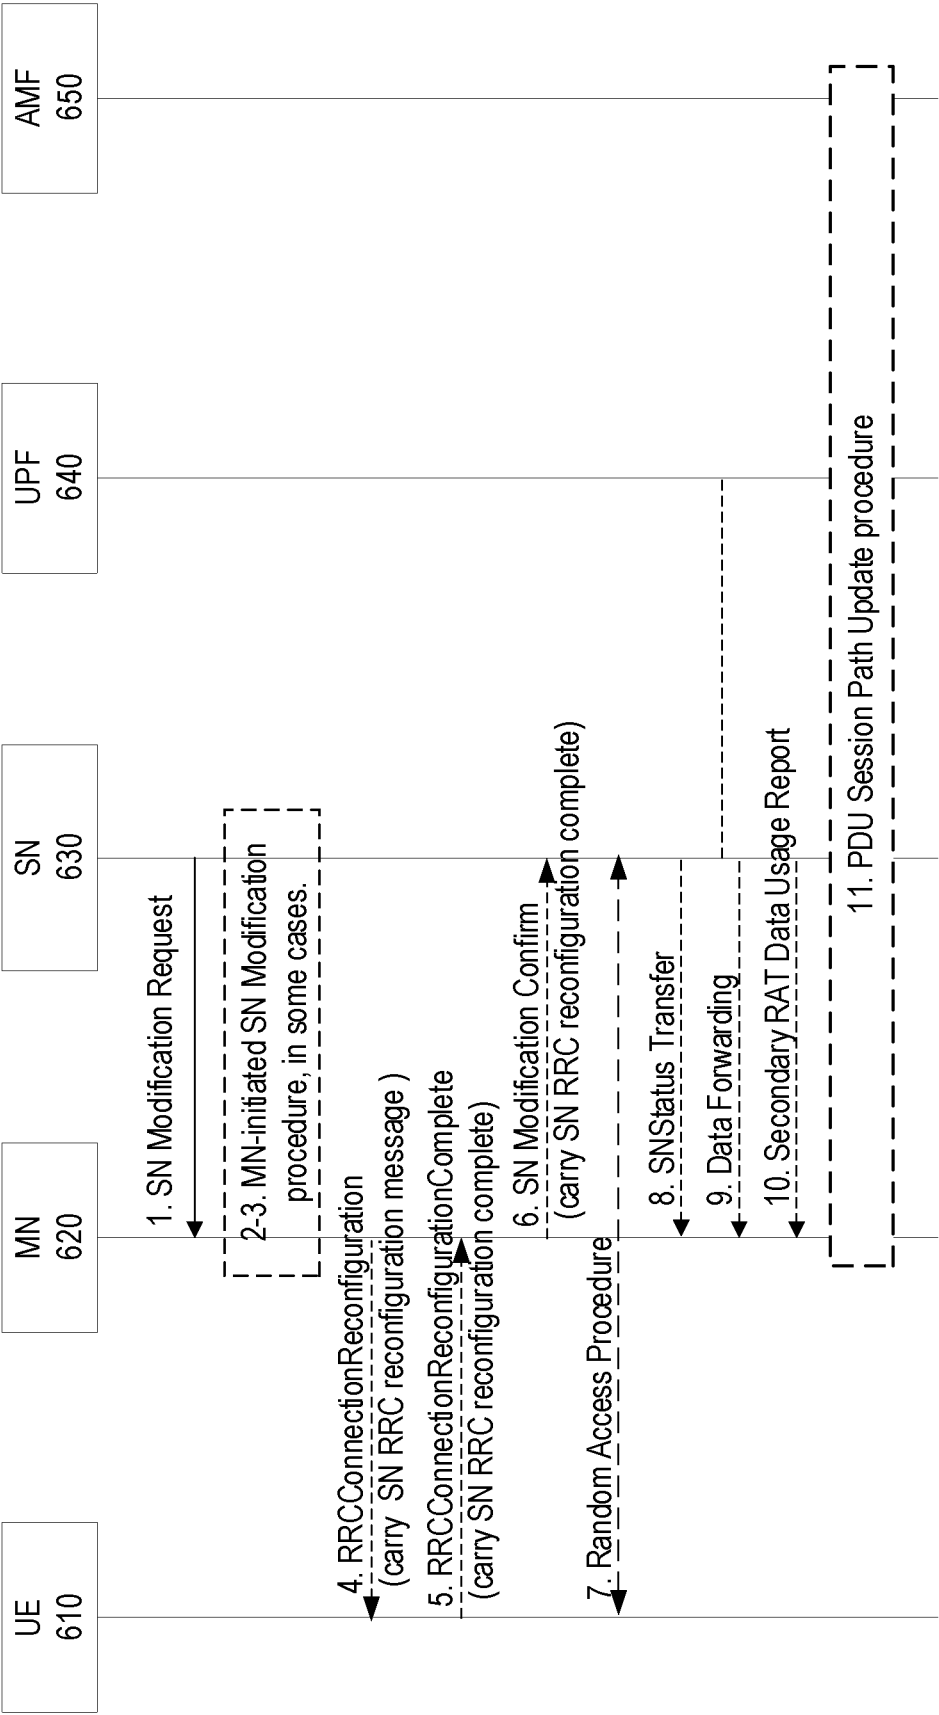 UE
610
MN
620
SN
630
UPF
640
AMF
650
1. SN Modification Request
2-3. MN-initiated SN Modification
procedure, in some cases.
4. RRCConnectionReconfiguration
(carry SN RRC reconfiguration message )
5. RRCConnectionReconfigurationComplete
(carry SN RRC reconfiguration complete)
6. SN Modification Confirm
(carry SN RRC reconfiguration complete)
7. Random Access Procedure
8. SNStatus Transfer
9. Data Forwarding
10. Secondary RAT Data Usage Report
11. PDU Session Path Update procedure